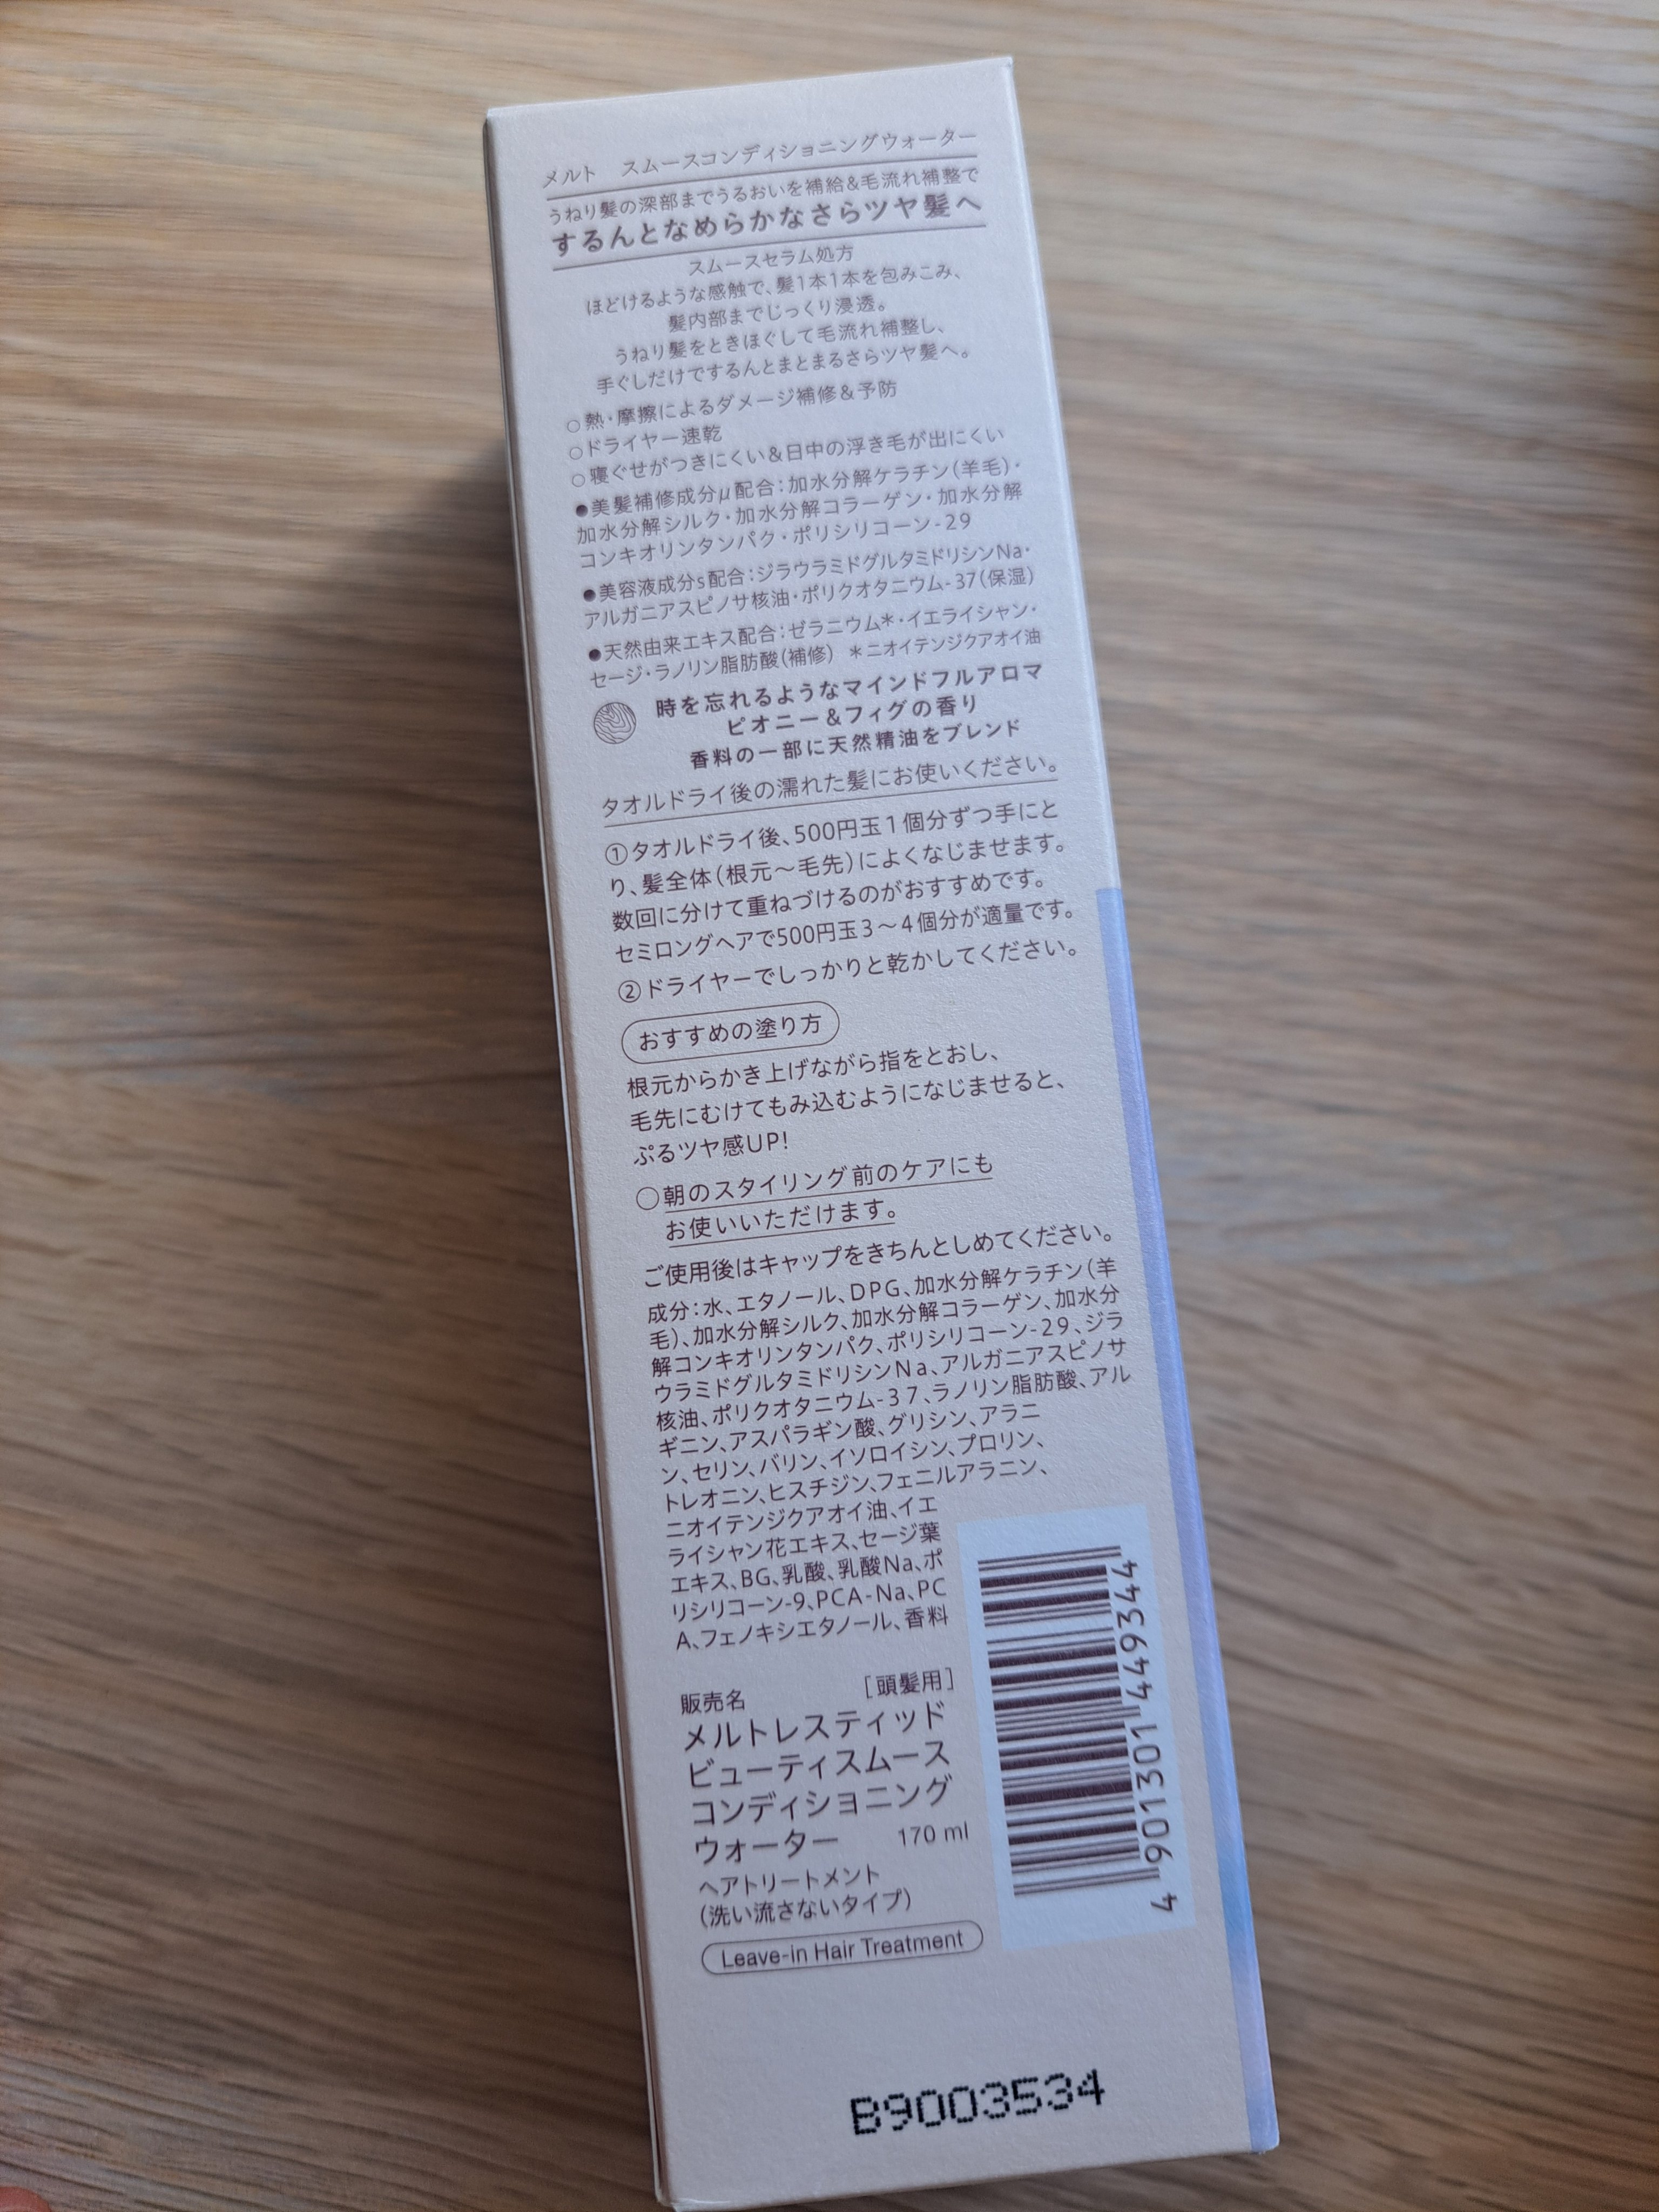 メルト　スムースコンディショニングウォーター
うねり髪の深部までうるおいを補給&毛流れ補整で
するんとなめらかなさらツヤ髪へ
スムースセラム処方
ほどけるような感触で、髪1本1本を包みこみ、
髪内部までじっくり浸透。
うねり髪をときほぐして毛流れ補整し、
手ぐしだけでするんとまとまるさらツヤ髪へ。
○熱・摩擦によるダメージ補修&予防
○ドライヤー速乾
○寝ぐせがつきにくい&日中の浮き毛が出にくい
●美髪補修成分μ配合:加水分解ケラチン(羊毛)・
加水分解シルク・加水分解コラーゲン・加水分解
コンキオリンタンパク・ポリシリコーン-29
●美容液成分s配合:ジラウラミドグルタミドリシンNa・
アルガニアスピノサ核油・ポリクオタニウム-37(保湿)
●天然由来エキス配合:ゼラニウム*・イエライシャン・
セージ・ラノリン脂肪酸(補修)　*ニオイテンジクアオイ油
時を忘れるようなマインドフルアロマ
ピオニー&フィグの香り
香料の一部に天然精油をブレンド
タオルドライ後の濡れた髪にお使いください。
①タオルドライ後、500円玉1個分ずつ手にと
り、髪全体(根元〜毛先)によくなじませます。
数回に分けて重ねづけるのがおすすめです。
セミロングヘアで500円玉3〜4個分が適量です。
②ドライヤーでしっかりと乾かしてください。
おすすめの塗り方
根元からかき上げながら指をとおし、
毛先にむけてもみ込むようになじませると、
ぷるツヤ感UP!
○朝のスタイリング前のケアにも
お使いいただけます。
ご使用後はキャップをきちんとしめてください。
成分:水、エタノール、DPG、加水分解ケラチン(羊
毛)、加水分解シルク、加水分解コラーゲン、加水分
解コンキオリンタンパク、ポリシリコーン-29、ジラ
ウラミドグルタミドリシンNa、アルガニアスピノサ
核油、ポリクオタニウム-37、ラノリン脂肪酸、アル
ギニン、アスパラギン酸、グリシン、アラニ
ン、セリン、バリン、イソロイシン、プロリン、
トレオニン、ヒスチジン、フェニルアラニン、
ニオイテンジクアオイ油、イエ
ライシャン花エキス、セージ葉
エキス、BG、乳酸、乳酸Na、ポ
リシリコーン-9、PCA-Na、PC
A、フェノキシエタノール、香料
販売名　[頭髪用]
メルトレスティッド
ビューティスムース
コンディショニング
ウォーター　170 ml
ヘアトリートメント
(洗い流さないタイプ)
Leave-in Hair Treatment
4 901301 449344
B9003534